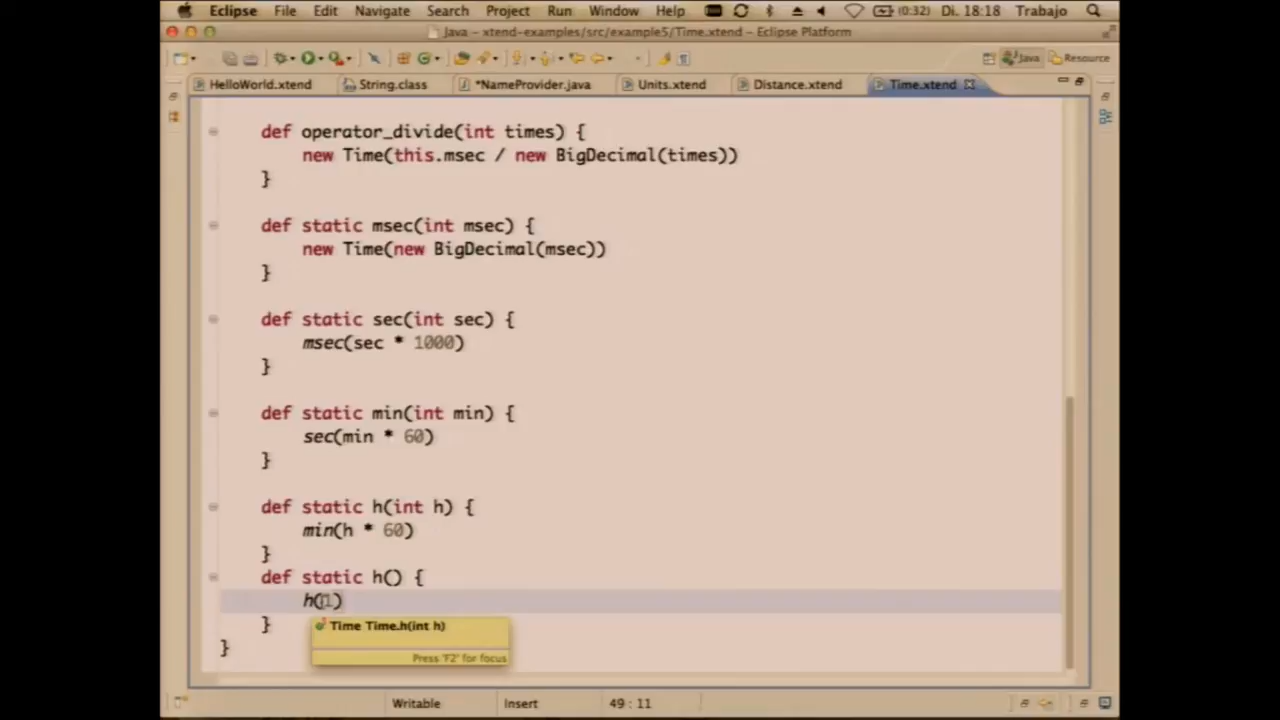 Eclipse File Edit Navigate Search Project Run Window Help (0:32) Di. 18:18 Trabajo
Java – xtend-examples/src/example5/Time.xtend – Eclipse Platform
Java Resource
HelloWorld.xtend String.class *NameProvider.java Units.xtend Distance.xtend Time.xtend
def operator_divide(int times) {
new Time(this.msec / new BigDecimal(times))
}
def static msec(int msec) {
new Time(new BigDecimal(msec))
}
def static sec(int sec) {
msec(sec * 1000)
}
def static min(int min) {
sec(min * 60)
}
def static h(int h) {
min(h * 60)
}
def static h() {
h(1)
}
Time Time.h(int h)
}
Press 'F2' for focus
Writable Insert 49 : 11